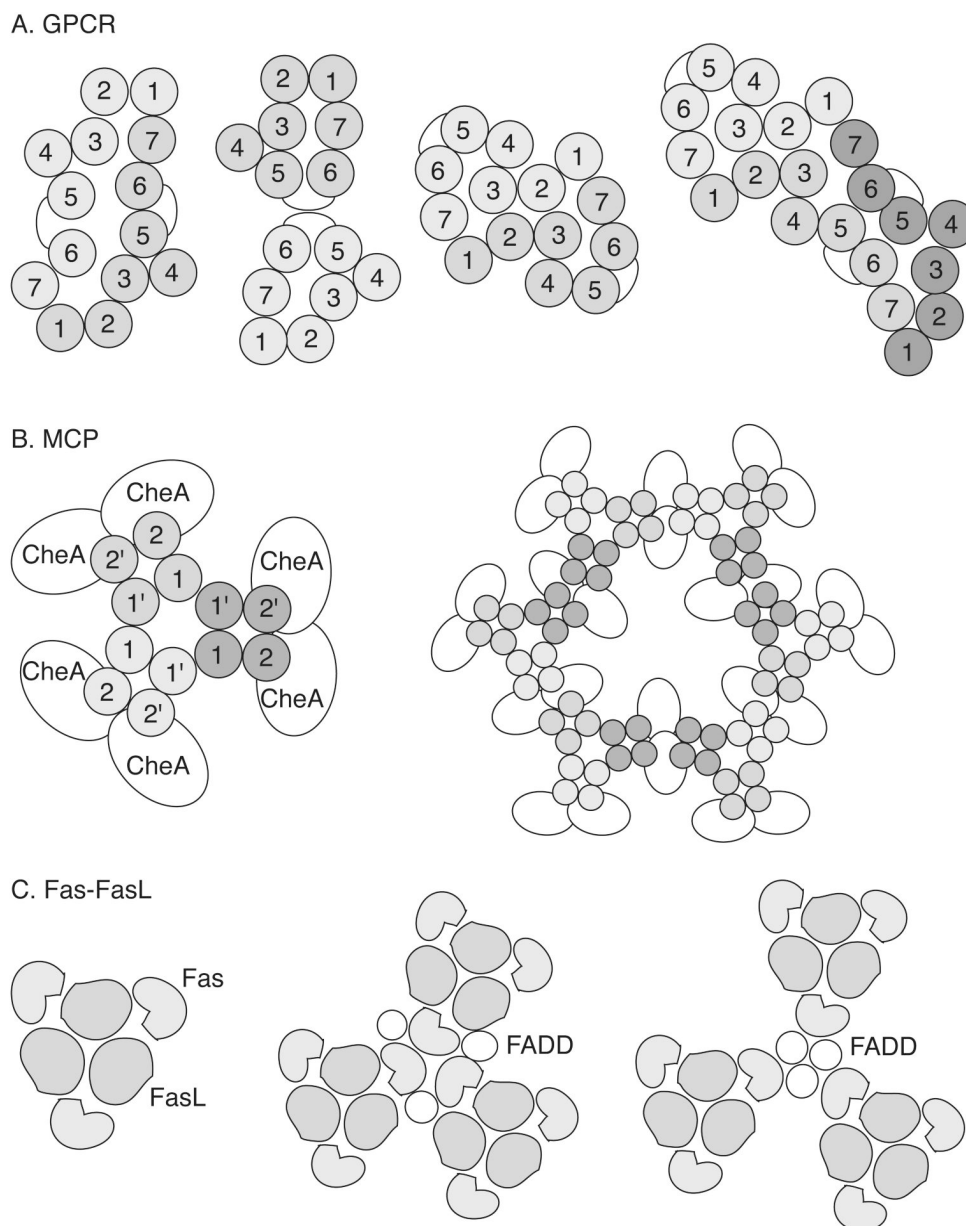 A. GPCR
2 1
4 3 7
5 6
6 5
7 3 4
1 2
2 1
4 3 7
5 6
6 5
7 3 4
1 2
5 4 1
6 3 2 7
7 2 3 6
1 4 5
5 4 1
6 3 2 7
7 2 3 6
1 4 5 5 4
6 3
7 2
1
B. MCP
CheA
2
CheA 2' CheA
1
1' 1' 2'
1 1' 1 2
CheA 2 CheA
2'
CheA
C. Fas-FasL
Fas
FasL
FADD
FADD